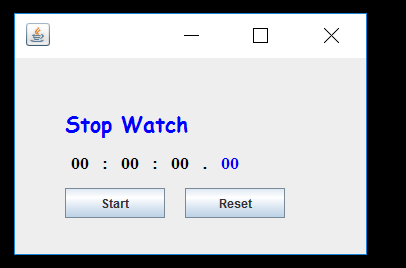 Stop Watch
00 : 00 : 00 . 00
Start Reset